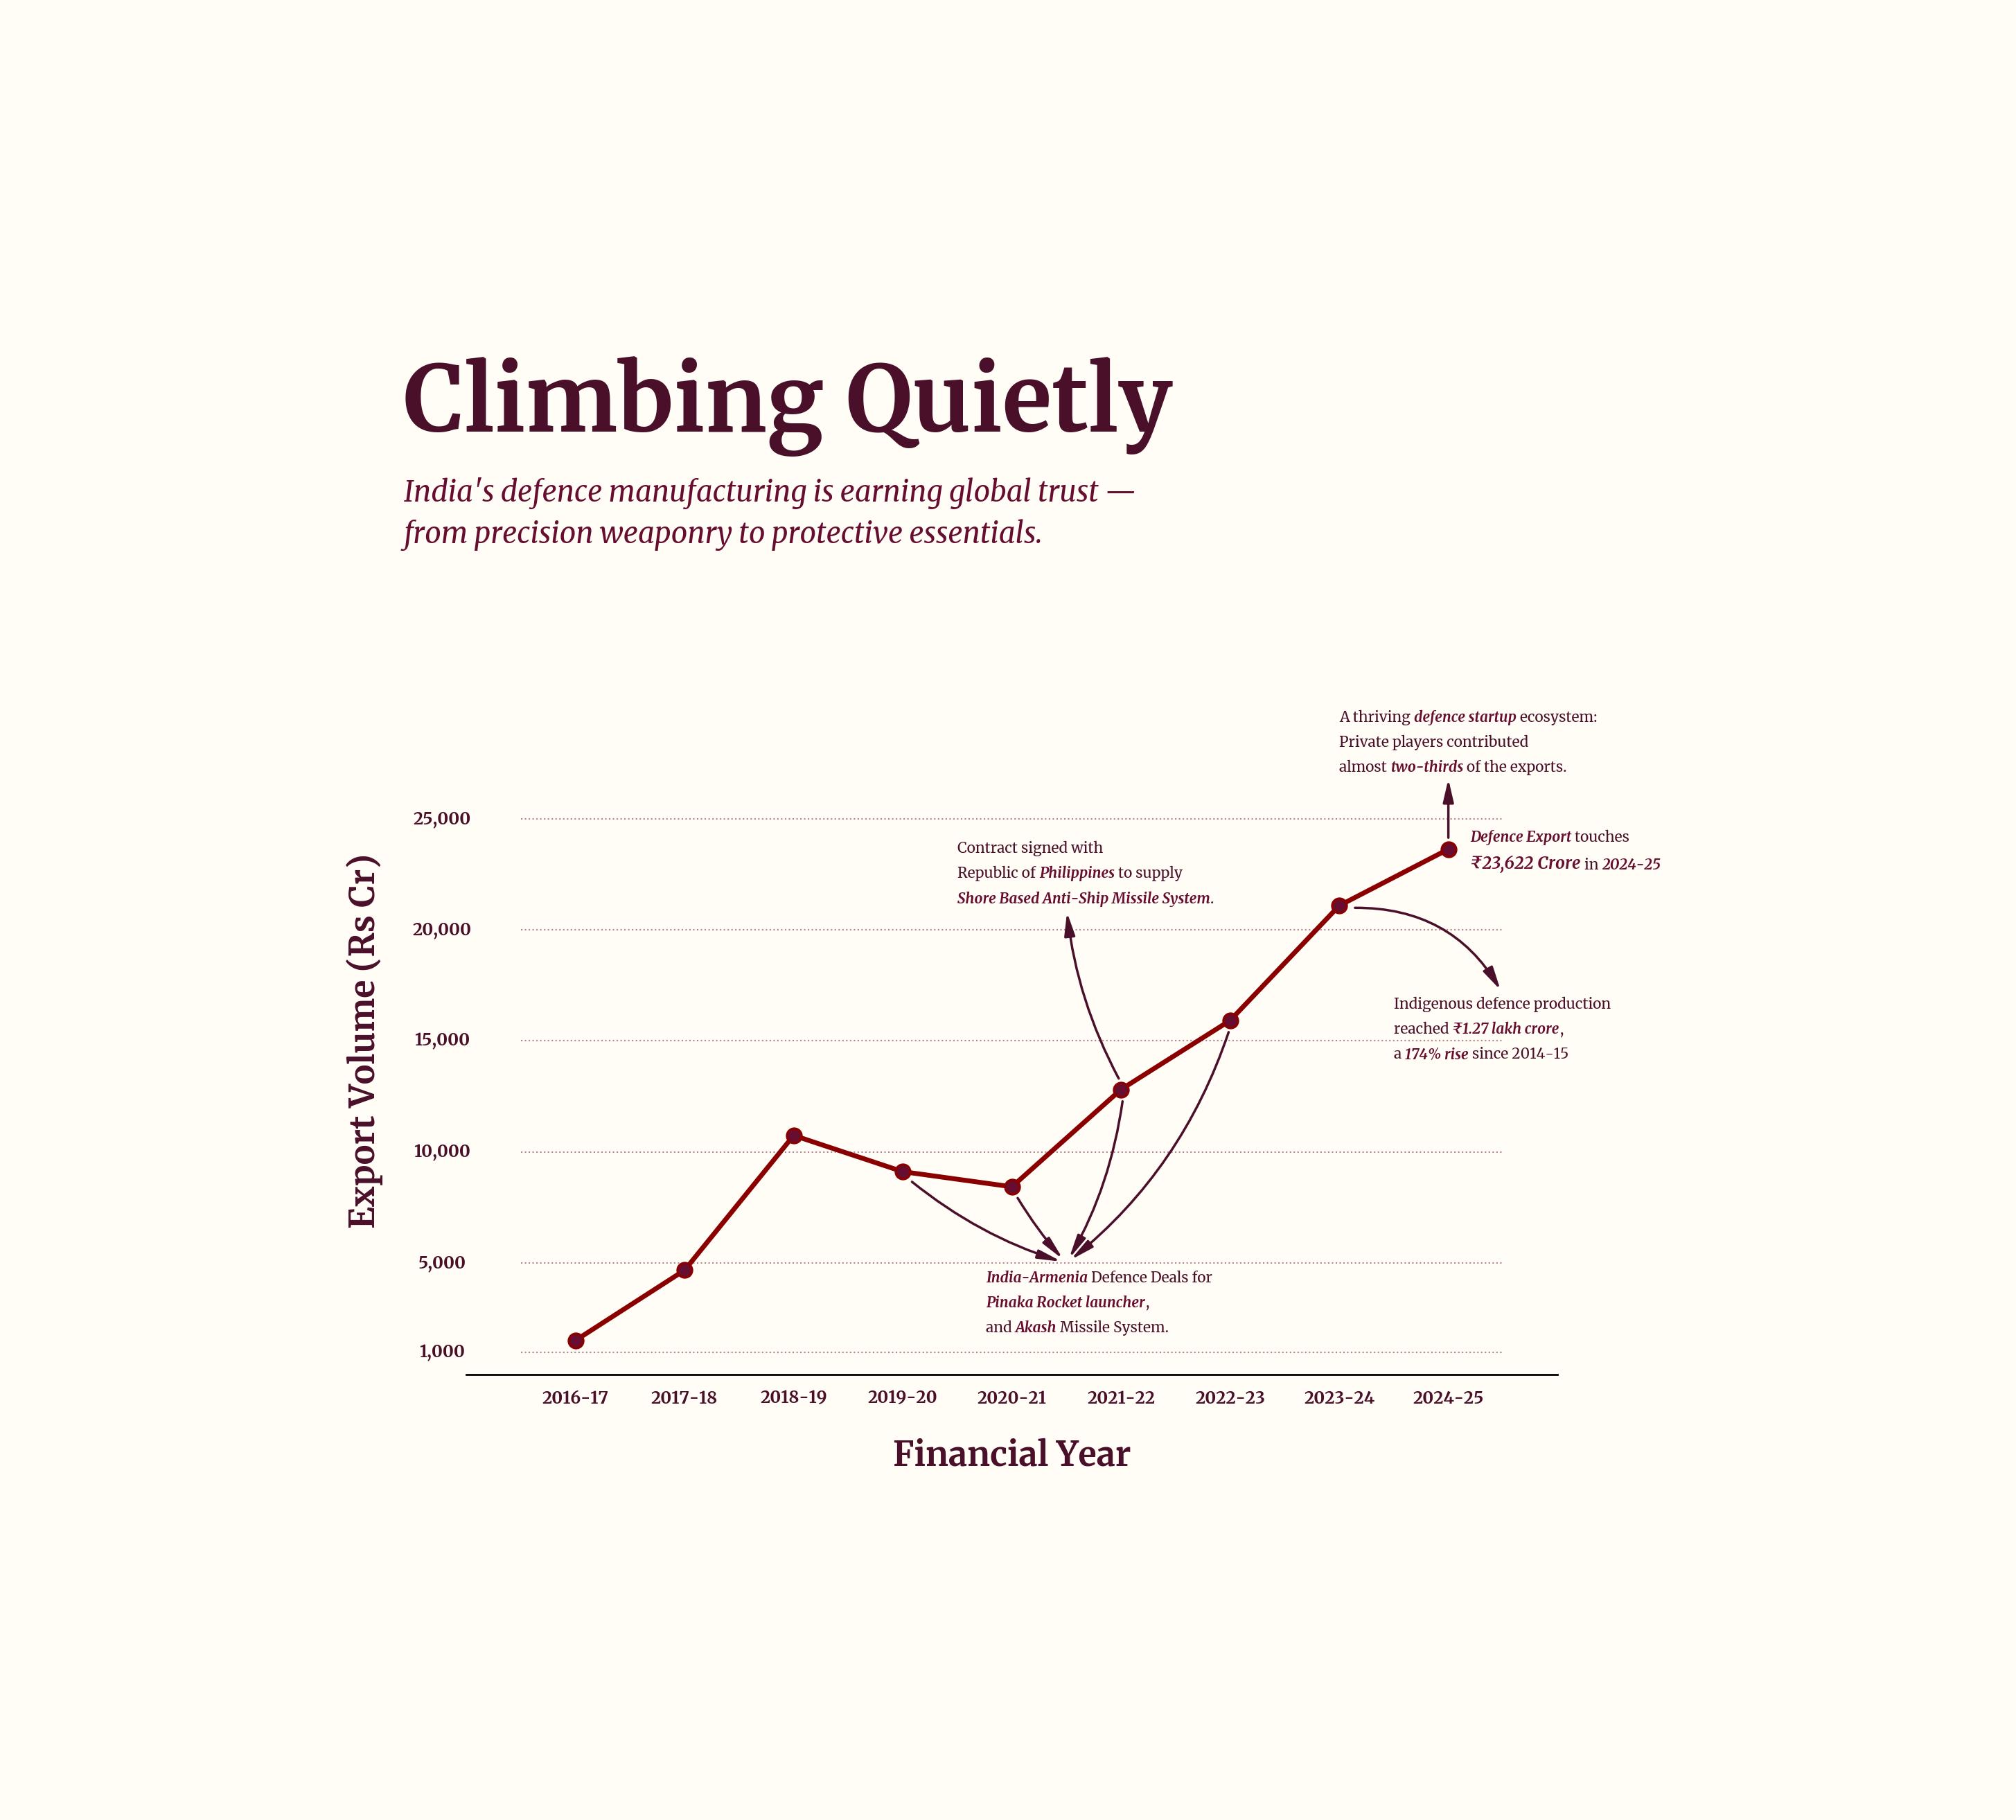 Climbing Quietly
India's defence manufacturing is earning global trust —
from precision weaponry to protective essentials.
A thriving defence startup ecosystem:
Private players contributed
almost two-thirds of the exports.
Defence Export touches
₹23,622 Crore in 2024-25
Contract signed with
Republic of Philippines to supply
Shore Based Anti-Ship Missile System.
Indigenous defence production
reached ₹1.27 lakh crore,
a 174% rise since 2014-15
India-Armenia Defence Deals for
Pinaka Rocket launcher,
and Akash Missile System.
Export Volume (Rs Cr)
25,000
20,000
15,000
10,000
5,000
1,000
2016-17 2017-18 2018-19 2019-20 2020-21 2021-22 2022-23 2023-24 2024-25
Financial Year